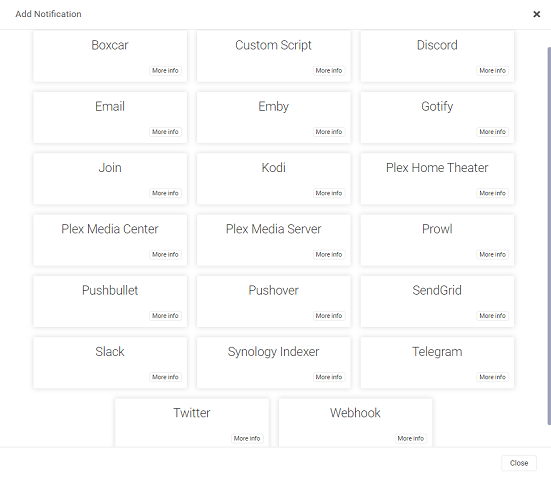 Add Notification ×
Boxcar Custom Script Discord
More info More info More info
Email Emby Gotify
More info More info More info
Join Kodi Plex Home Theater
More info More info More info
Plex Media Center Plex Media Server Prowl
More info More info More info
Pushbullet Pushover SendGrid
More info More info More info
Slack Synology Indexer Telegram
More info More info More info
Twitter Webhook
More info More info
Close